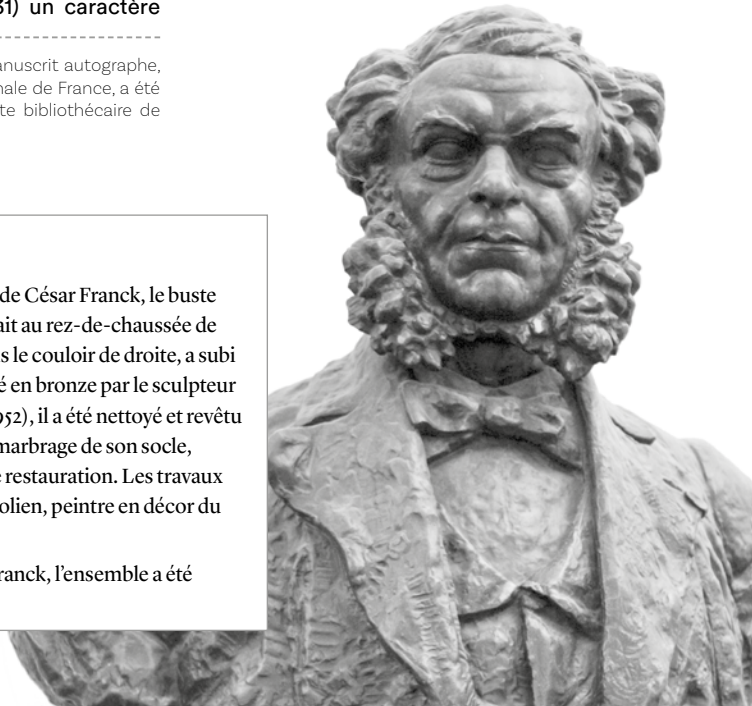 31) un caractère
anuscrit autographe,
nale de France, a été
te bibliothécaire de
de César Franck, le buste
ait au rez-de-chaussée de
s le couloir de droite, a subi
é en bronze par le sculpteur
952), il a été nettoyé et revêtu
marbrage de son socle,
restauration. Les travaux
olien, peintre en décor du
ranck, l'ensemble a été